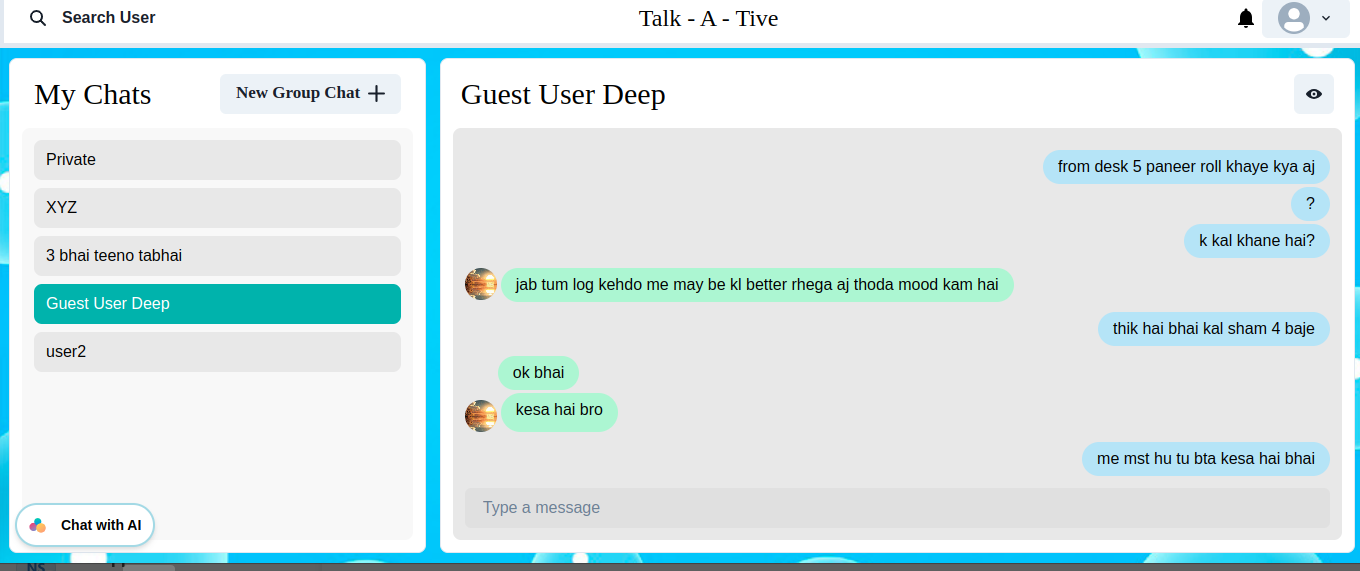 Search User
Talk - A - Tive
My Chats
New Group Chat
Private
XYZ
3 bhai teeno tabhai
Guest User Deep
user2
Chat with AI
Guest User Deep
from desk 5 paneer roll khaye kya aj
?
k kal khane hai?
jab tum log kehdo me may be kl better rhega aj thoda mood kam hai
thik hai bhai kal sham 4 baje
ok bhai
kesa hai bro
me mst hu tu bta kesa hai bhai
Type a message
NS